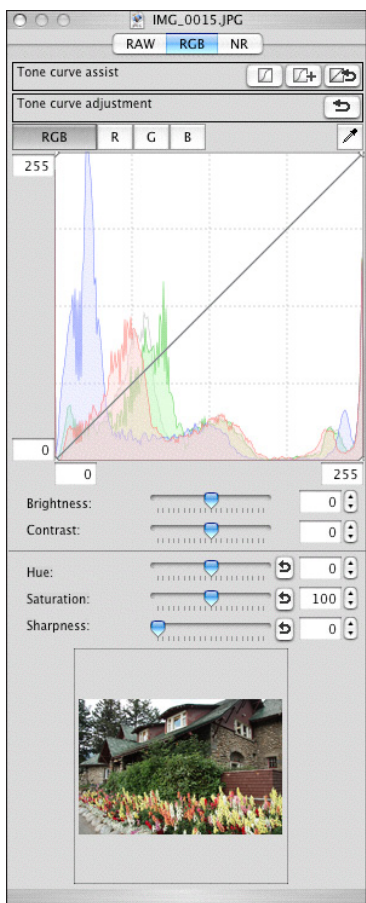 IMG_0015.JPG
RAW RGB NR
Tone curve assist
Tone curve adjustment
RGB R G B
255
0
0 255
Brightness: 0
Contrast: 0
Hue: 0
Saturation: 100
Sharpness: 0